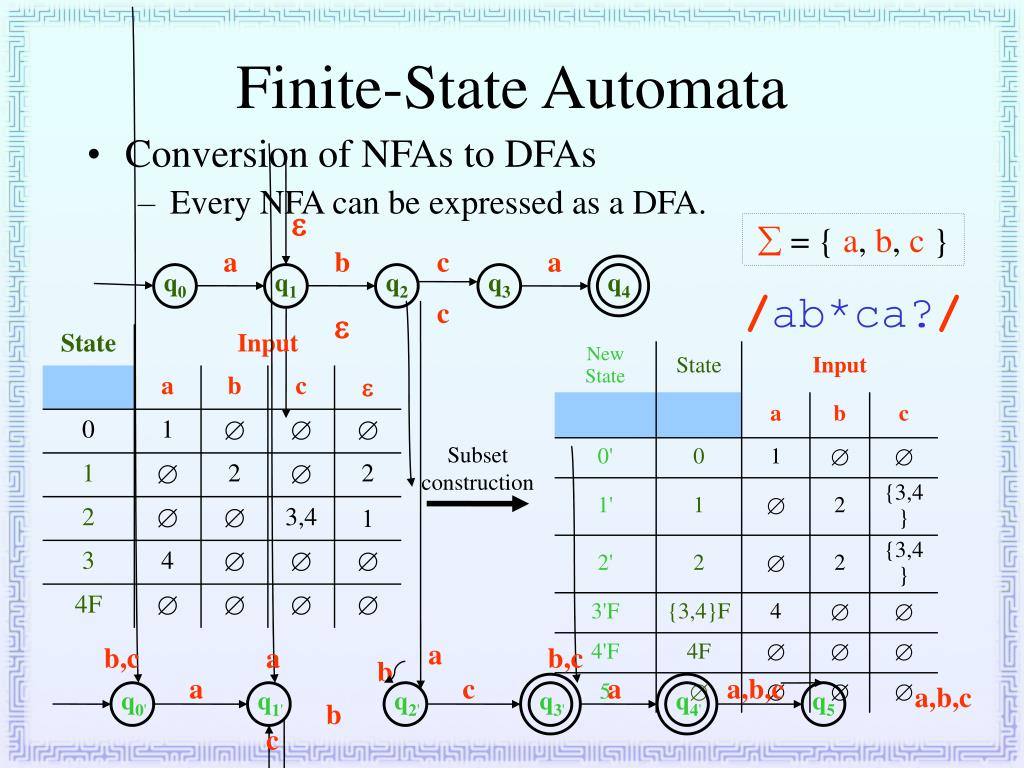 Finite-State Automata
• Conversion of NFAs to DFAs
– Every NFA can be expressed as a DFA.
∑ = { a, b, c }
/ab*ca?/
ε
a b c a
q0 q1 q2 q3 q4
c
ε
State Input
a b c ε
0 1 ∅ ∅ ∅
1 ∅ 2 ∅ 2
2 ∅ ∅ 3,4 1
3 4 ∅ ∅ ∅
4F ∅ ∅ ∅ ∅
Subset
construction
New
State
State Input
a b c
0' 0 1 ∅ ∅
1' 1 ∅ 2 {3,4
}
2' 2 ∅ 2 {3,4
}
3'F {3,4}F 4 ∅ ∅
4'F 4F ∅ ∅ ∅
5 ∅ ∅ ∅ ∅
b,c a b a b,c
a c a a,b,c a,b,c
q0' q1' q2' q3' q4' q5
b
c